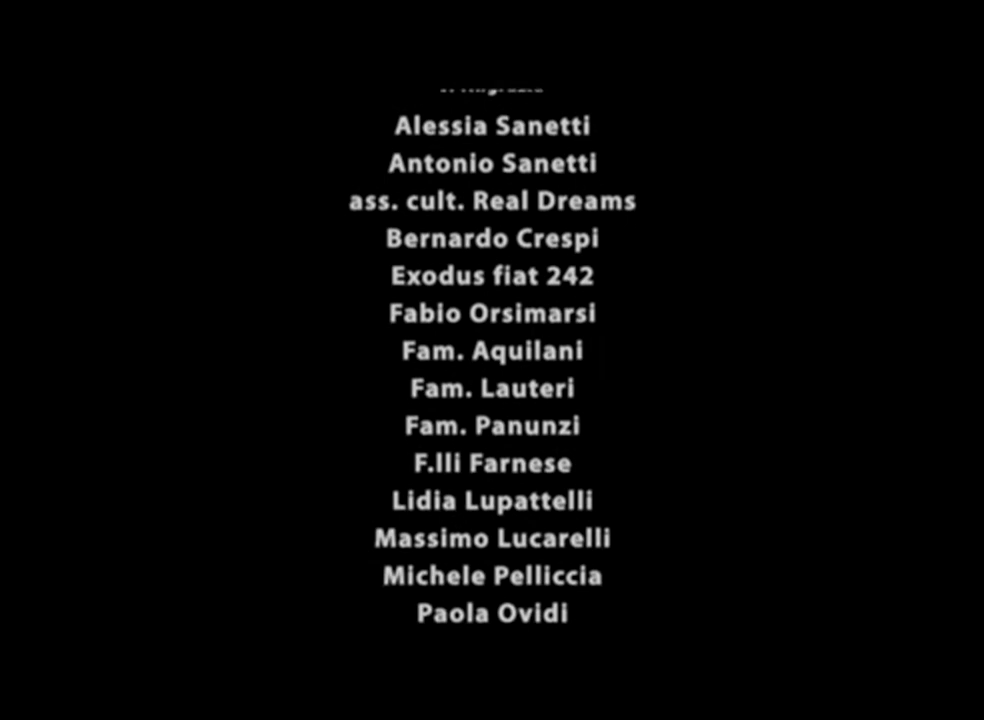 Alessia Sanetti
Antonio Sanetti
ass. cult. Real Dreams
Bernardo Crespi
Exodus fiat 242
Fabio Orsimarsi
Fam. Aquilani
Fam. Lauteri
Fam. Panunzi
F.lli Farnese
Lidia Lupattelli
Massimo Lucarelli
Michele Pelliccia
Paola Ovidi